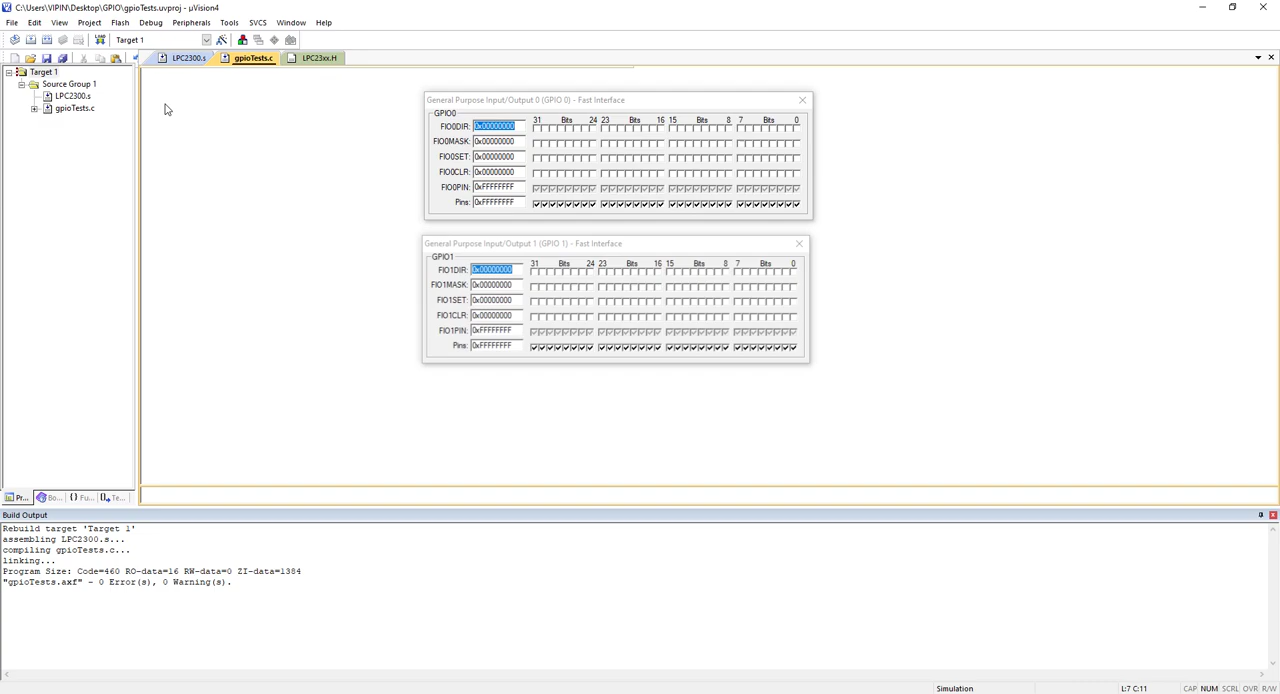 C:\Users\VIPIN\Desktop\GPIO\gpioTests.uvproj - µVision4
File Edit View Project Flash Debug Peripherals Tools SVCS Window Help
LOAD Target 1
LPC2300.s gpioTests.c LPC23xx.H
Target 1
Source Group 1
LPC2300.s
gpioTests.c
General Purpose Input/Output 0 (GPIO 0) - Fast Interface
GPIO0
31 Bits 24 23 Bits 16 15 Bits 8 7 Bits 0
FIO0DIR: 0x00000000
FIO0MASK: 0x00000000
FIO0SET: 0x00000000
FIO0CLR: 0x00000000
FIO0PIN: 0xFFFFFFFF
Pins: 0xFFFFFFFF
General Purpose Input/Output 1 (GPIO 1) - Fast Interface
GPIO1
31 Bits 24 23 Bits 16 15 Bits 8 7 Bits 0
FIO1DIR: 0x00000000
FIO1MASK: 0x00000000
FIO1SET: 0x00000000
FIO1CLR: 0x00000000
FIO1PIN: 0xFFFFFFFF
Pins: 0xFFFFFFFF
Pr... Bo... {} Fu... Te...
Build Output
Rebuild target 'Target 1'
assembling LPC2300.s...
compiling gpioTests.c...
linking...
Program Size: Code=460 RO-data=16 RW-data=0 ZI-data=1384
"gpioTests.axf" - 0 Error(s), 0 Warning(s).
Simulation L:7 C:11 CAP NUM SCRL OVR R/W